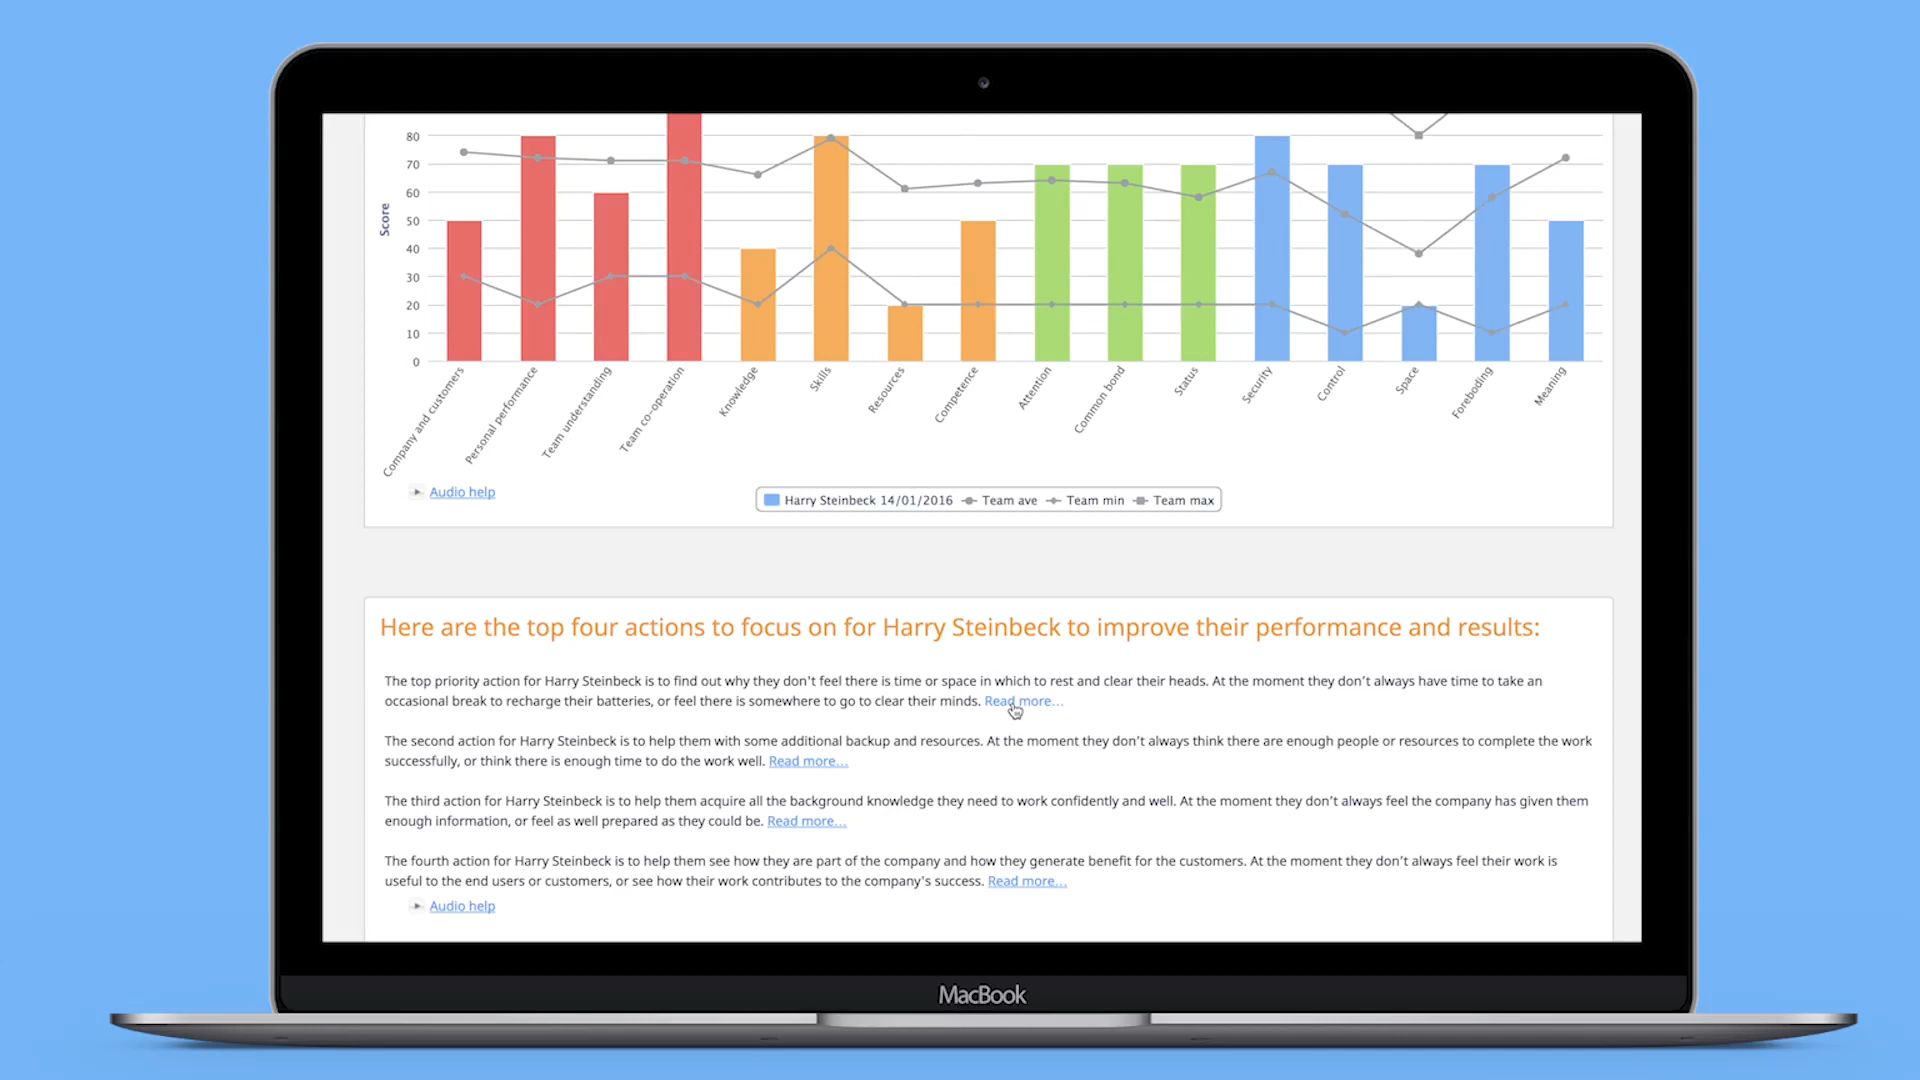 80
70
60
50
40
30
20
10
0
Score
Company and customers
Personal performance
Team understanding
Team co-operation
Knowledge
Skills
Resources
Competence
Attention
Common bond
Status
Security
Control
Space
Foreboding
Meaning
Audio help
Harry Steinbeck 14/01/2016 Team ave Team min Team max
Here are the top four actions to focus on for Harry Steinbeck to improve their performance and results:
The top priority action for Harry Steinbeck is to find out why they don't feel there is time or space in which to rest and clear their heads. At the moment they don't always have time to take an
occasional break to recharge their batteries, or feel there is somewhere to go to clear their minds. Read more...
The second action for Harry Steinbeck is to help them with some additional backup and resources. At the moment they don't always think there are enough people or resources to complete the work
successfully, or think there is enough time to do the work well. Read more...
The third action for Harry Steinbeck is to help them acquire all the background knowledge they need to work confidently and well. At the moment they don't always feel the company has given them
enough information, or feel as well prepared as they could be. Read more...
The fourth action for Harry Steinbeck is to help them see how they are part of the company and how they generate benefit for the customers. At the moment they don't always feel their work is
useful to the end users or customers, or see how their work contributes to the company's success. Read more...
Audio help
MacBook